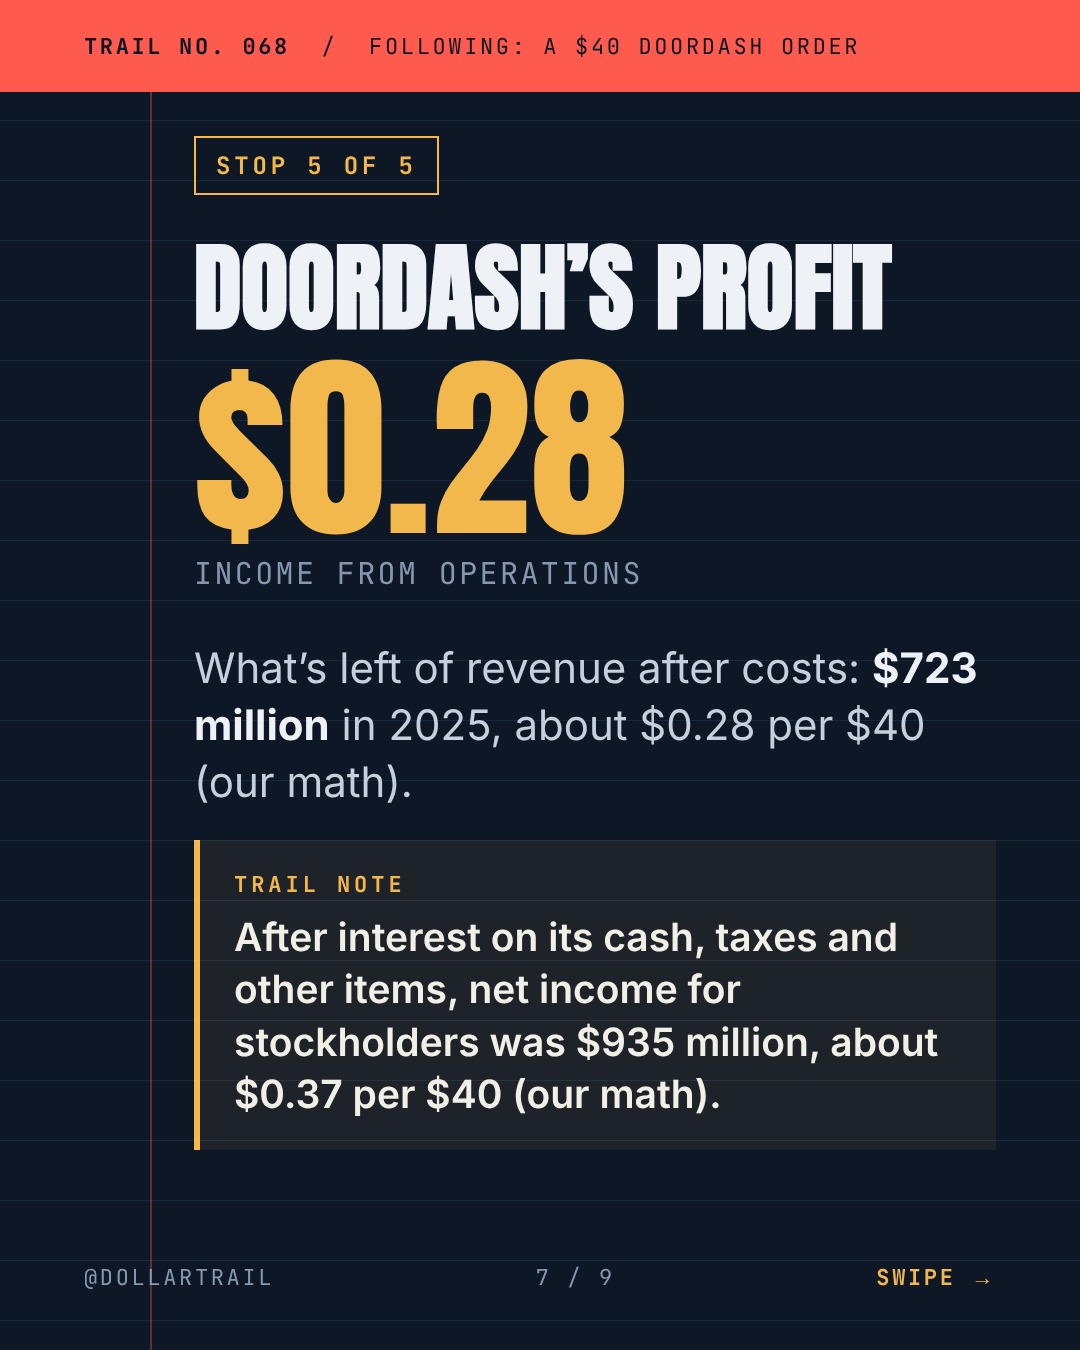 TRAIL NO. 068 / FOLLOWING: A $40 DOORDASH ORDER
STOP 5 OF 5
DOORDASH’S PROFIT
$0.28
INCOME FROM OPERATIONS
What’s left of revenue after costs: $723
million in 2025, about $0.28 per $40
(our math).
TRAIL NOTE
After interest on its cash, taxes and
other items, net income for
stockholders was $935 million, about
$0.37 per $40 (our math).
@DOLLARTRAIL 7 / 9 SWIPE →